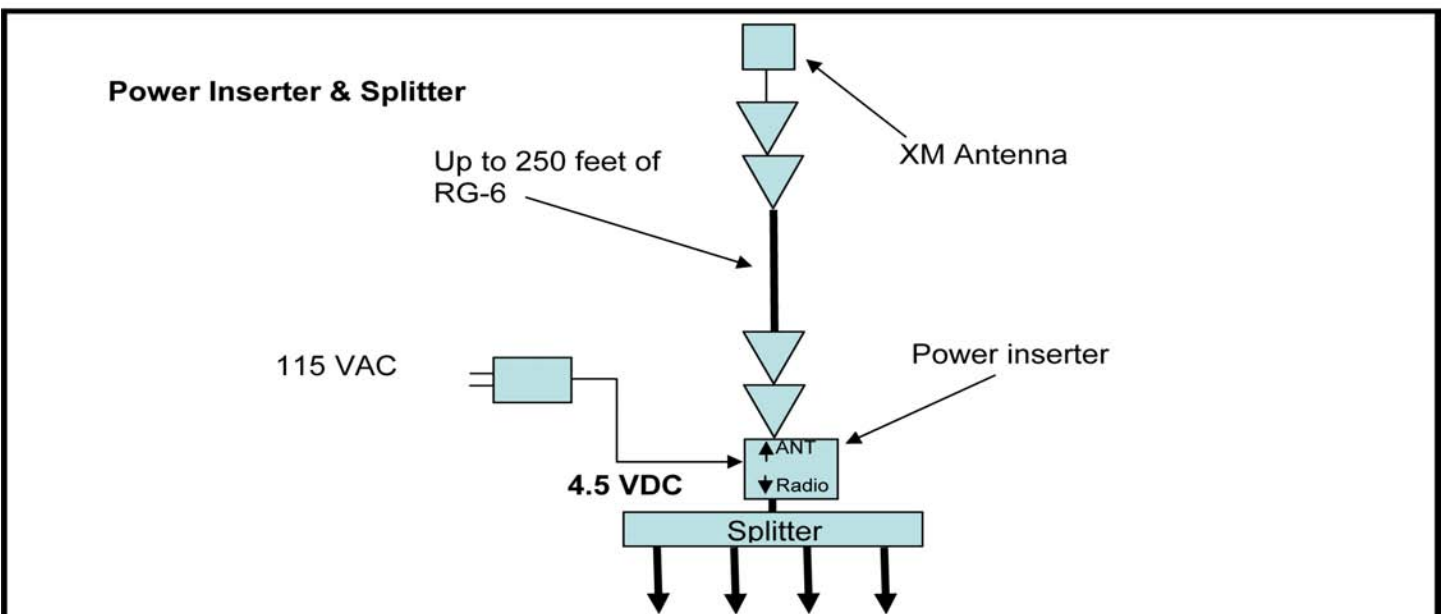 Power Inserter & Splitter
XM Antenna
Up to 250 feet of
RG-6
115 VAC
Power inserter
ANT
4.5 VDC
Radio
Splitter